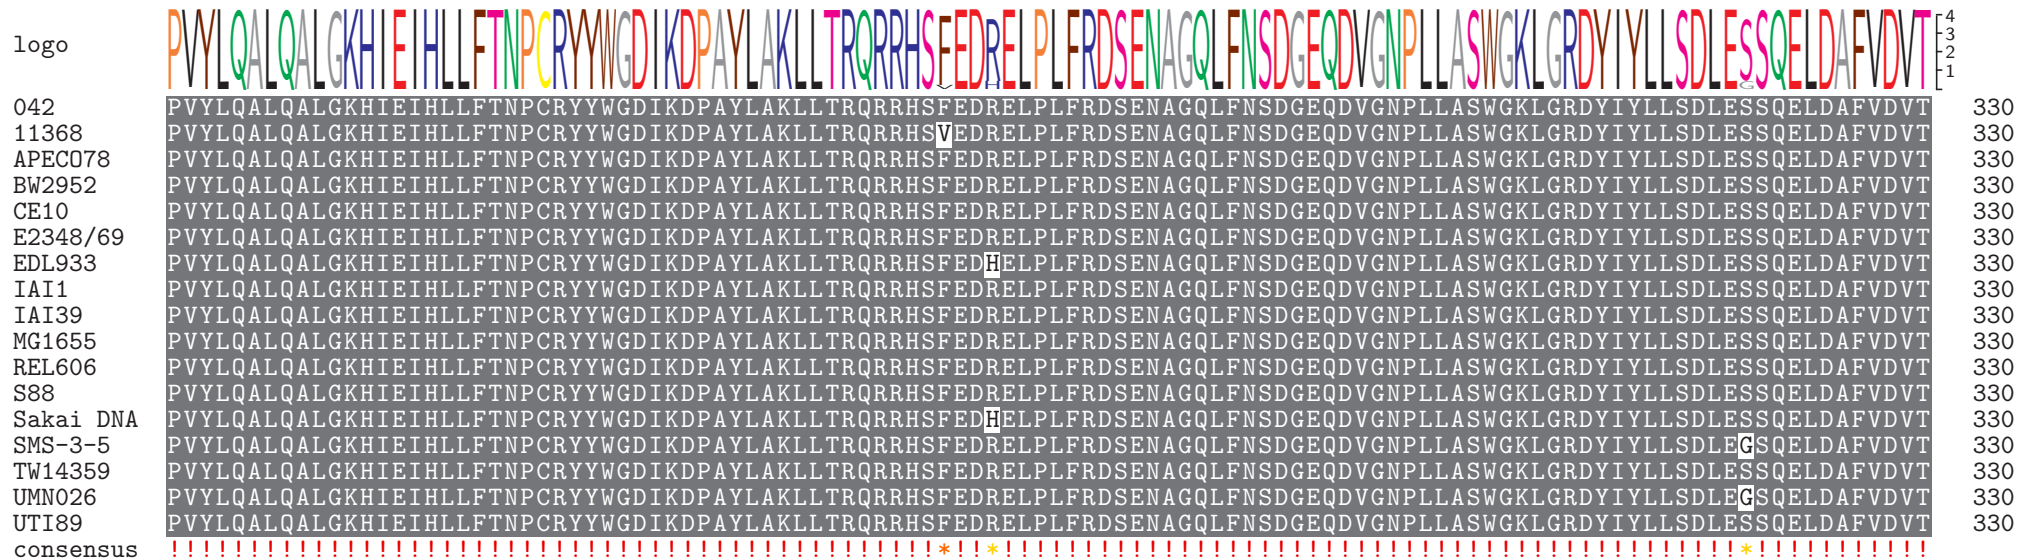 logo PVYLQALQALGKHIEIHLLFTNPCRYYWGDIKDPAYLAKLLTRQRRHSFEDRELPLFRDSENAGQLFNSDGEQDVGNPLLASWGKLGRDYIYLLSDLESSQELDAFVDVT
4
3
2
1
042 PVYLQALQALGKHIEIHLLFTNPCRYYWGDIKDPAYLAKLLTRQRRHSFEDRELPLFRDSENAGQLFNSDGEQDVGNPLLASWGKLGRDYIYLLSDLESSQELDAFVDVT 330
11368 PVYLQALQALGKHIEIHLLFTNPCRYYWGDIKDPAYLAKLLTRQRRHSVEDRELPLFRDSENAGQLFNSDGEQDVGNPLLASWGKLGRDYIYLLSDLESSQELDAFVDVT 330
APECO78 PVYLQALQALGKHIEIHLLFTNPCRYYWGDIKDPAYLAKLLTRQRRHSFEDRELPLFRDSENAGQLFNSDGEQDVGNPLLASWGKLGRDYIYLLSDLESSQELDAFVDVT 330
BW2952 PVYLQALQALGKHIEIHLLFTNPCRYYWGDIKDPAYLAKLLTRQRRHSFEDRELPLFRDSENAGQLFNSDGEQDVGNPLLASWGKLGRDYIYLLSDLESSQELDAFVDVT 330
CE10 PVYLQALQALGKHIEIHLLFTNPCRYYWGDIKDPAYLAKLLTRQRRHSFEDRELPLFRDSENAGQLFNSDGEQDVGNPLLASWGKLGRDYIYLLSDLESSQELDAFVDVT 330
E2348/69 PVYLQALQALGKHIEIHLLFTNPCRYYWGDIKDPAYLAKLLTRQRRHSFEDRELPLFRDSENAGQLFNSDGEQDVGNPLLASWGKLGRDYIYLLSDLESSQELDAFVDVT 330
EDL933 PVYLQALQALGKHIEIHLLFTNPCRYYWGDIKDPAYLAKLLTRQRRHSFEDHELPLFRDSENAGQLFNSDGEQDVGNPLLASWGKLGRDYIYLLSDLESSQELDAFVDVT 330
IAI1 PVYLQALQALGKHIEIHLLFTNPCRYYWGDIKDPAYLAKLLTRQRRHSFEDRELPLFRDSENAGQLFNSDGEQDVGNPLLASWGKLGRDYIYLLSDLESSQELDAFVDVT 330
IAI39 PVYLQALQALGKHIEIHLLFTNPCRYYWGDIKDPAYLAKLLTRQRRHSFEDRELPLFRDSENAGQLFNSDGEQDVGNPLLASWGKLGRDYIYLLSDLESSQELDAFVDVT 330
MG1655 PVYLQALQALGKHIEIHLLFTNPCRYYWGDIKDPAYLAKLLTRQRRHSFEDRELPLFRDSENAGQLFNSDGEQDVGNPLLASWGKLGRDYIYLLSDLESSQELDAFVDVT 330
REL606 PVYLQALQALGKHIEIHLLFTNPCRYYWGDIKDPAYLAKLLTRQRRHSFEDRELPLFRDSENAGQLFNSDGEQDVGNPLLASWGKLGRDYIYLLSDLESSQELDAFVDVT 330
S88 PVYLQALQALGKHIEIHLLFTNPCRYYWGDIKDPAYLAKLLTRQRRHSFEDRELPLFRDSENAGQLFNSDGEQDVGNPLLASWGKLGRDYIYLLSDLESSQELDAFVDVT 330
Sakai DNA PVYLQALQALGKHIEIHLLFTNPCRYYWGDIKDPAYLAKLLTRQRRHSFEDHELPLFRDSENAGQLFNSDGEQDVGNPLLASWGKLGRDYIYLLSDLESSQELDAFVDVT 330
SMS-3-5 PVYLQALQALGKHIEIHLLFTNPCRYYWGDIKDPAYLAKLLTRQRRHSFEDRELPLFRDSENAGQLFNSDGEQDVGNPLLASWGKLGRDYIYLLSDLEGSQELDAFVDVT 330
TW14359 PVYLQALQALGKHIEIHLLFTNPCRYYWGDIKDPAYLAKLLTRQRRHSFEDRELPLFRDSENAGQLFNSDGEQDVGNPLLASWGKLGRDYIYLLSDLESSQELDAFVDVT 330
UMN026 PVYLQALQALGKHIEIHLLFTNPCRYYWGDIKDPAYLAKLLTRQRRHSFEDRELPLFRDSENAGQLFNSDGEQDVGNPLLASWGKLGRDYIYLLSDLEGSQELDAFVDVT 330
UTI89 PVYLQALQALGKHIEIHLLFTNPCRYYWGDIKDPAYLAKLLTRQRRHSFEDRELPLFRDSENAGQLFNSDGEQDVGNPLLASWGKLGRDYIYLLSDLESSQELDAFVDVT 330
consensus !!!!!!!!!!!!!!!!!!!!!!!!!!!!!!!!!!!!!!!!!!!!!!!!*!!*!!!!!!!!!!!!!!!!!!!!!!!!!!!!!!!!!!!!!!!!!!!!!!*!!!!!!!!!!!